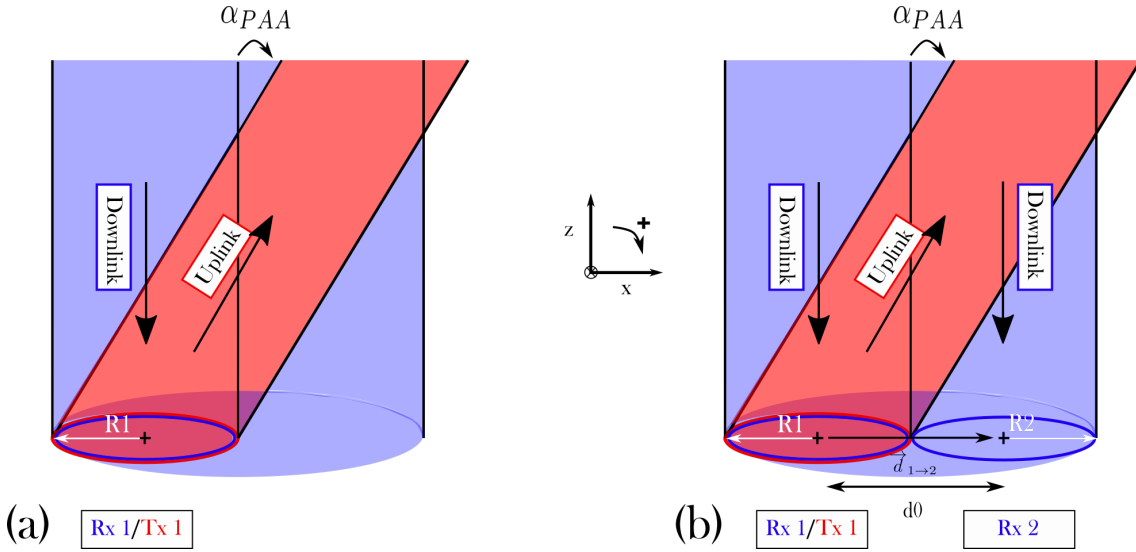 α_PAA
Downlink
Uplink
R1
(a)
Rx 1/Tx 1
z
+
x
α_PAA
Downlink
Uplink
Downlink
R1
R2
d⃗ 1→2
d0
(b)
Rx 1/Tx 1
Rx 2